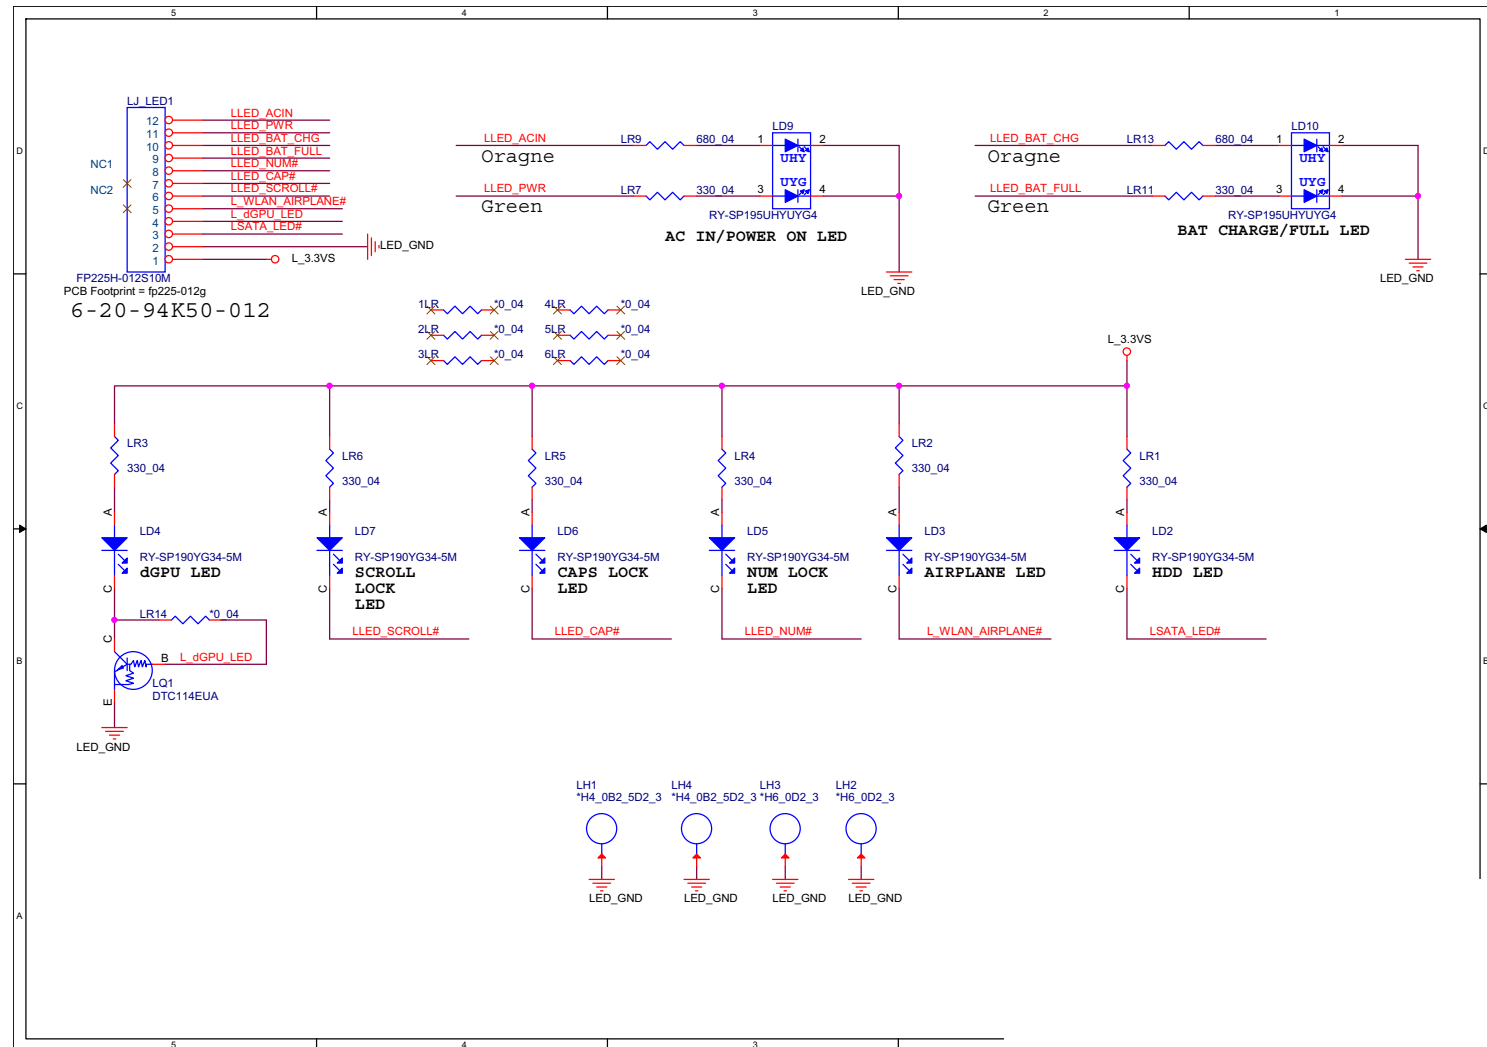 5 4 3 2 1
D
D
C
C
B
B
A
LJ_LED1
12 LLED_ACIN
11 LLED_PWR
10 LLED_BAT_CHG
9 LLED_BAT_FULL
8 LLED_NUM#
7 LLED_CAP#
6 LLED_SCROLL#
5 L_WLAN_AIRPLANE#
4 L_dGPU_LED
3 LSATA_LED#
2 LED_GND
1 L_3.3VS
NC1
NC2
FP225H-012S10M
PCB Footprint = fp225-012g
6-20-94K50-012
LLED_ACIN LR9 680_04 1 LD9 2
Oragne
UHY
UYG
LLED_PWR LR7 330_04 3 4
Green
RY-SP195UHYUYG4
AC IN/POWER ON LED
LED_GND
LLED_BAT_CHG LR13 680_04 1 LD10 2
Oragne
UHY
UYG
LLED_BAT_FULL LR11 330_04 3 4
Green
RY-SP195UHYUYG4
BAT CHARGE/FULL LED
LED_GND
1LR *0_04 4LR *0_04
2LR *0_04 5LR *0_04
3LR *0_04 6LR *0_04
L_3.3VS
LR3
330_04
A
LD4
RY-SP190YG34-5M
dGPU LED
C
LR14 *0_04
C
B L_dGPU_LED
LQ1
DTC114EUA
E
LED_GND
LR6
330_04
A
LD7
RY-SP190YG34-5M
SCROLL
LOCK
LED
C
LLED_SCROLL#
LR5
330_04
A
LD6
RY-SP190YG34-5M
CAPS LOCK
LED
C
LLED_CAP#
LR4
330_04
A
LD5
RY-SP190YG34-5M
NUM LOCK
LED
C
LLED_NUM#
LR2
330_04
A
LD3
RY-SP190YG34-5M
AIRPLANE LED
C
L_WLAN_AIRPLANE#
LR1
330_04
A
LD2
RY-SP190YG34-5M
HDD LED
C
LSATA_LED#
LH1 LH4 LH3 LH2
*H4_0B2_5D2_3 *H4_0B2_5D2_3 *H6_0D2_3 *H6_0D2_3
LED_GND LED_GND LED_GND LED_GND
5 4 3